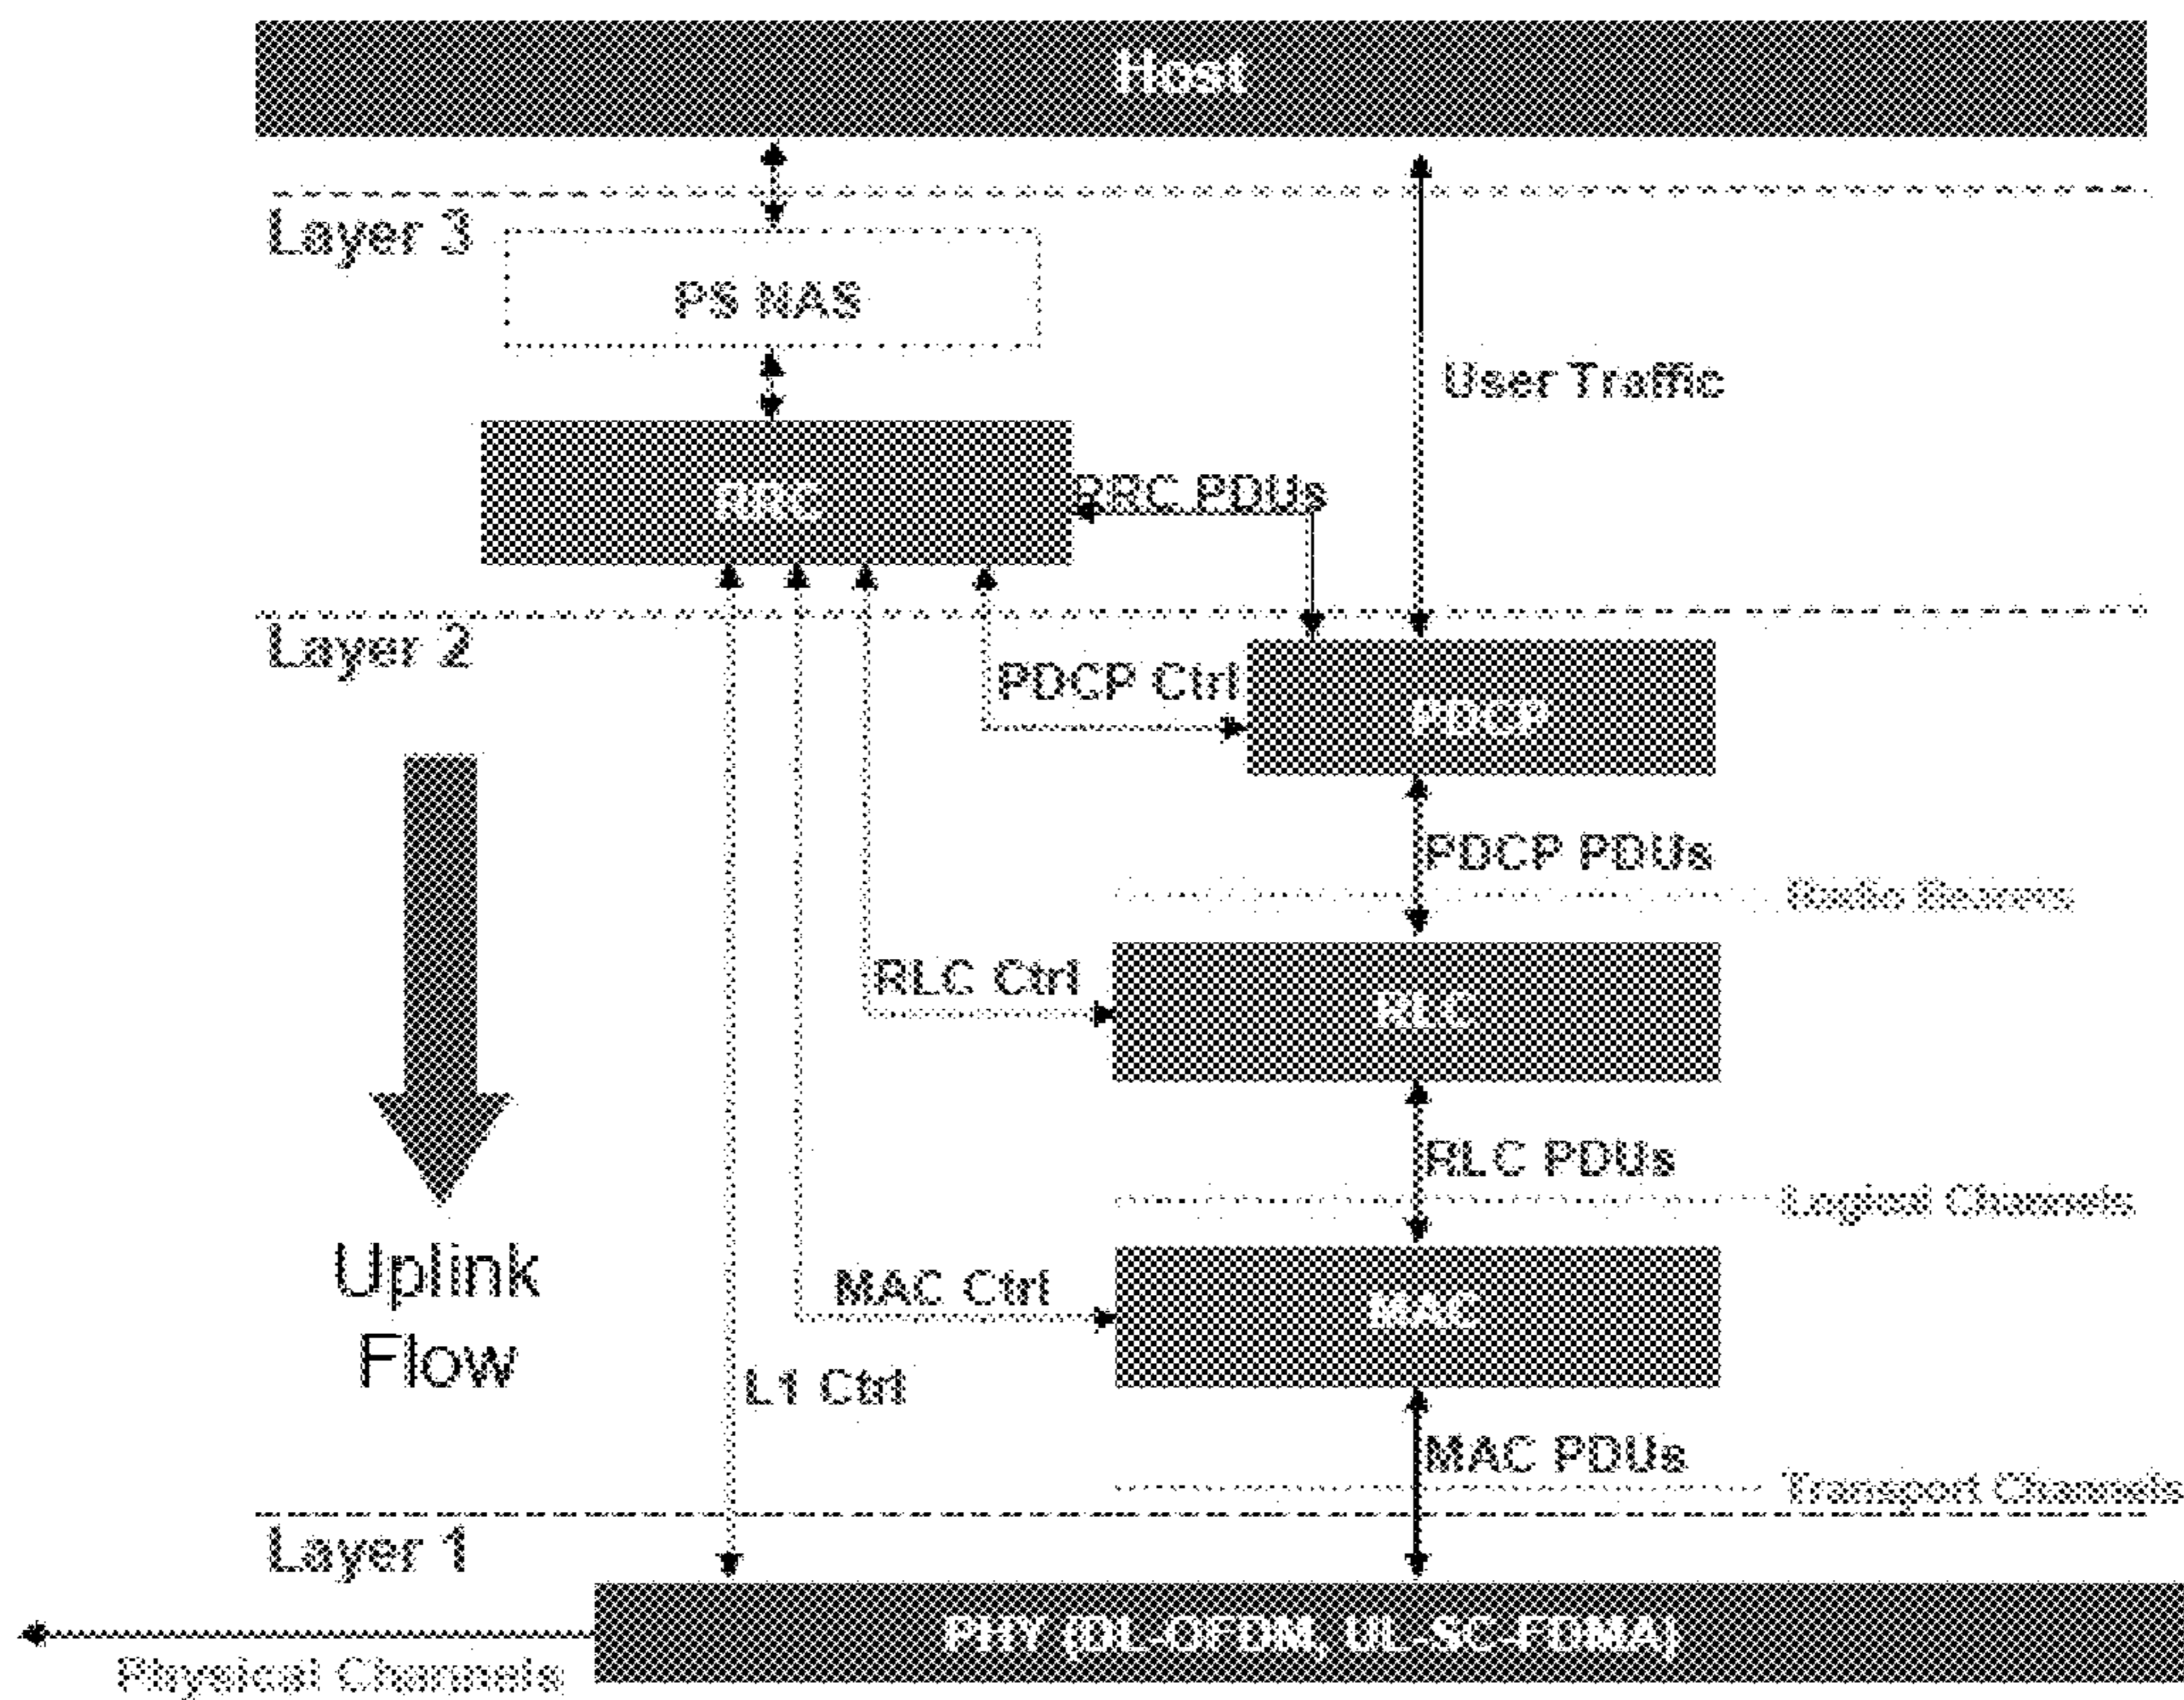 Host
Layer 3
PS NAS
User Traffic
RRC
RRC PDUs
Layer 2
PDCP Ctrl
PDCP
PDCP PDUs
Radio Bearers
RLC Ctrl
RLC
RLC PDUs
Logical Channels
Uplink
Flow
MAC Ctrl
MAC
L1 Ctrl
MAC PDUs
Transport Channels
Layer 1
PHY (DL-OFDM, UL-SC-FDMA)
Physical Channels